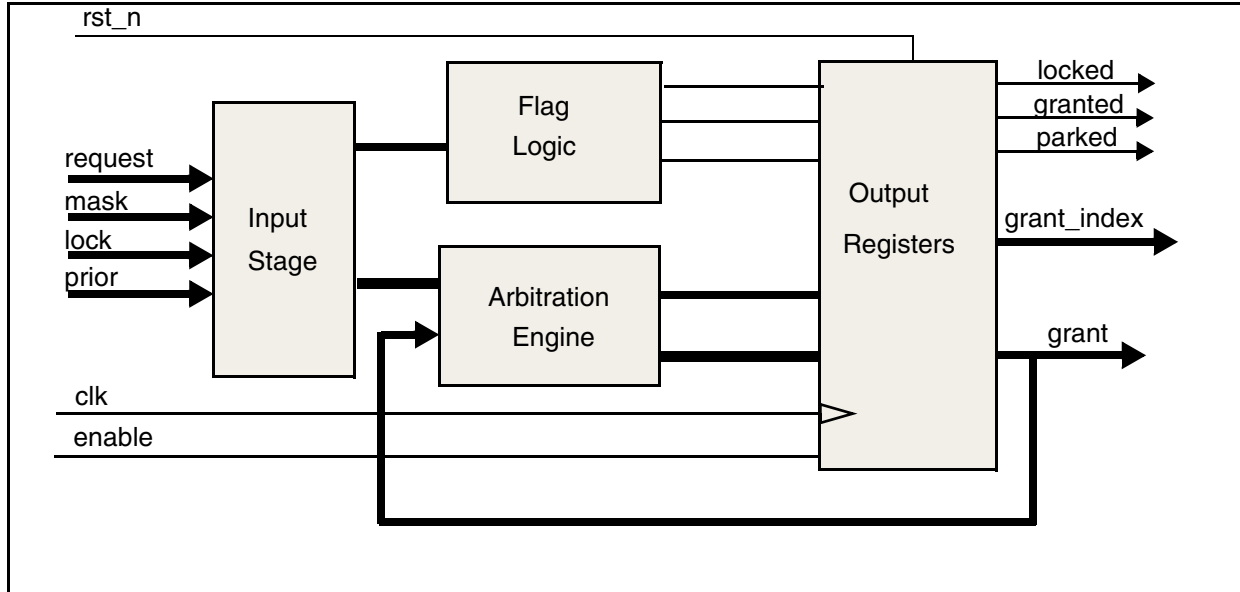 rst_n
request
mask
lock
prior
Input
Stage
Flag
Logic
Arbitration
Engine
Output
Registers
locked
granted
parked
grant_index
grant
clk
enable